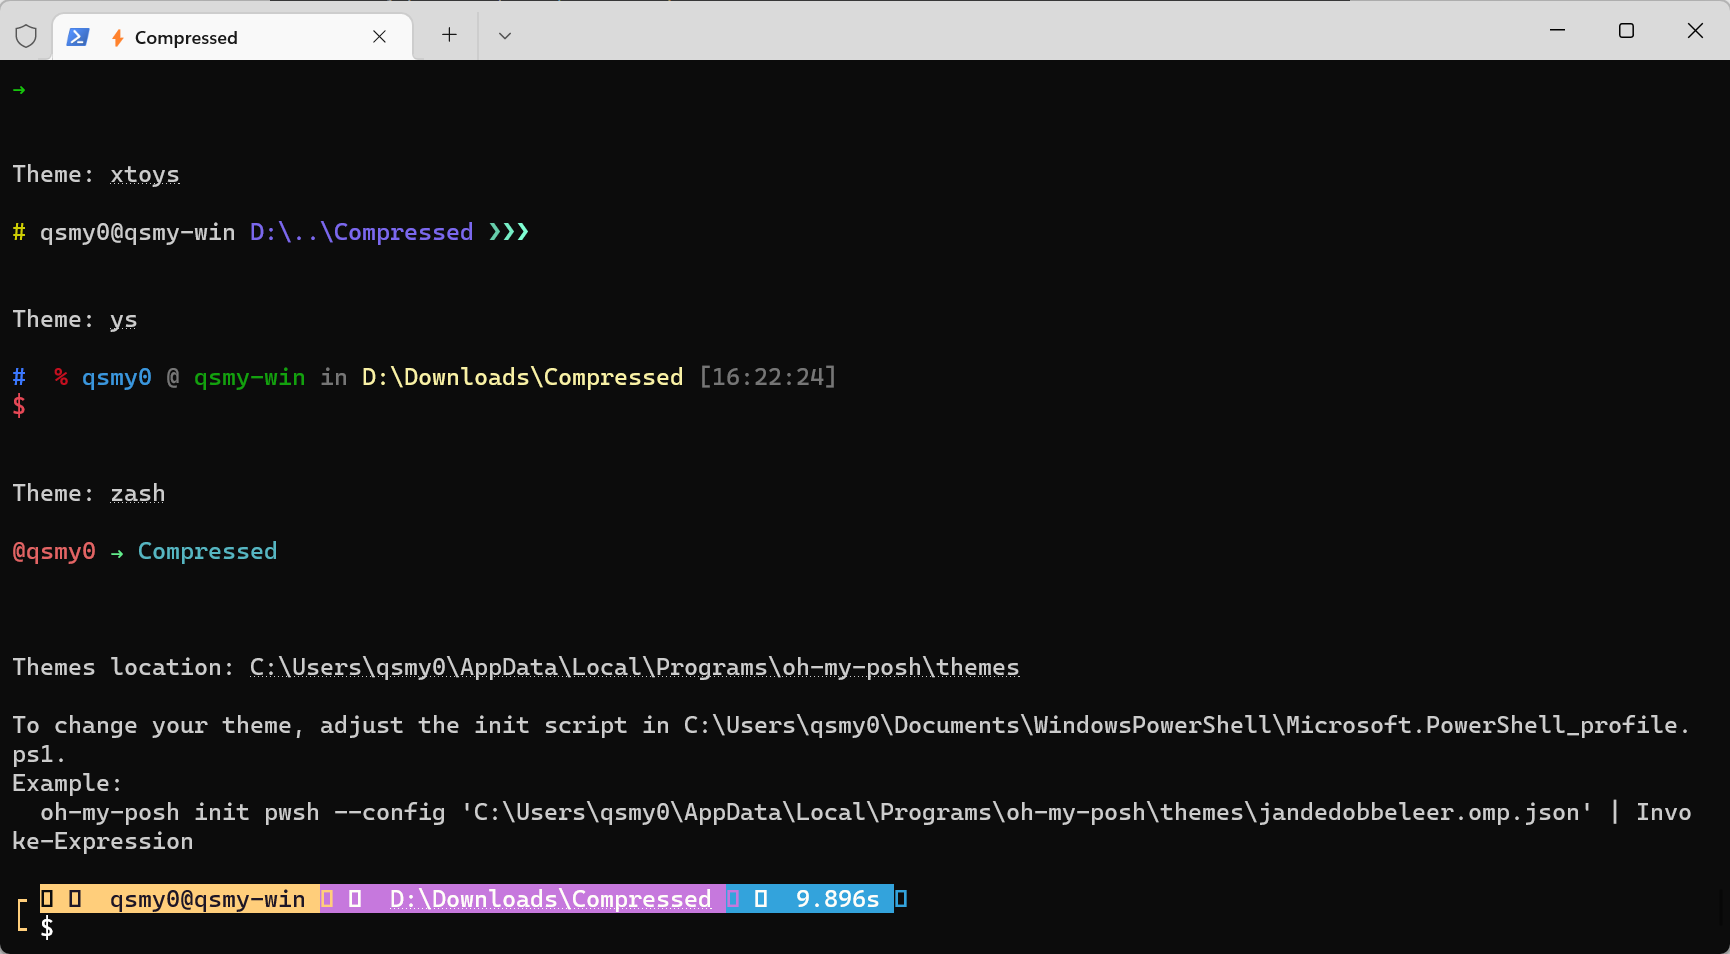 Compressed
→
Theme: xtoys
# qsmy0@qsmy-win D:\..\Compressed ❯❯❯
Theme: ys
#  % qsmy0 @ qsmy-win in D:\Downloads\Compressed [16:22:24]
$
Theme: zash
@qsmy0 → Compressed
Themes location: C:\Users\qsmy0\AppData\Local\Programs\oh-my-posh\themes
To change your theme, adjust the init script in C:\Users\qsmy0\Documents\WindowsPowerShell\Microsoft.PowerShell_profile.
ps1.
Example:
  oh-my-posh init pwsh --config 'C:\Users\qsmy0\AppData\Local\Programs\oh-my-posh\themes\jandedobbeleer.omp.json' | Invo
ke-Expression
qsmy0@qsmy-win D:\Downloads\Compressed 9.896s
$